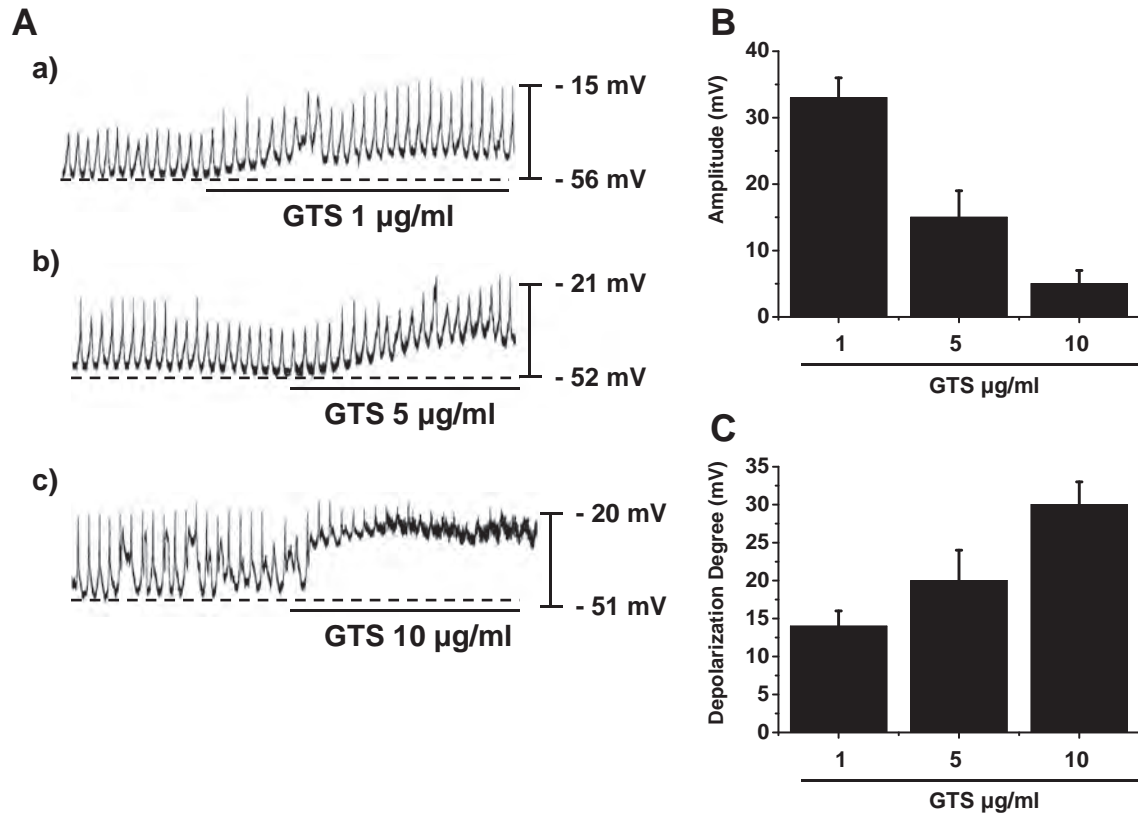 A
a)
- 15 mV
- 56 mV
GTS 1 µg/ml
b)
- 21 mV
- 52 mV
GTS 5 µg/ml
c)
- 20 mV
- 51 mV
GTS 10 µg/ml
B
Amplitude (mV)
40
30
20
10
0
1 5 10
GTS µg/ml
C
Depolarization Degree (mV)
35
30
25
20
15
10
5
0
1 5 10
GTS µg/ml